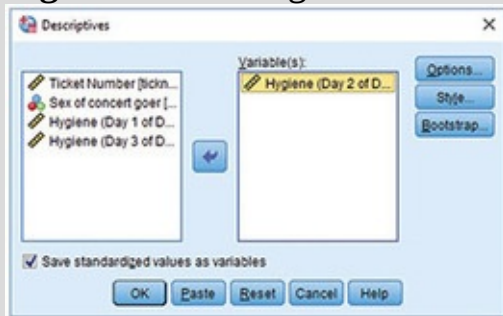 Descriptives
Variable(s):
Ticket Number [tickn...
Sex of concert goer [...
Hygiene (Day 1 of D...
Hygiene (Day 3 of D...
Hygiene (Day 2 of D...
Options...
Style...
Bootstrap...
Save standardized values as variables
OK Paste Reset Cancel Help